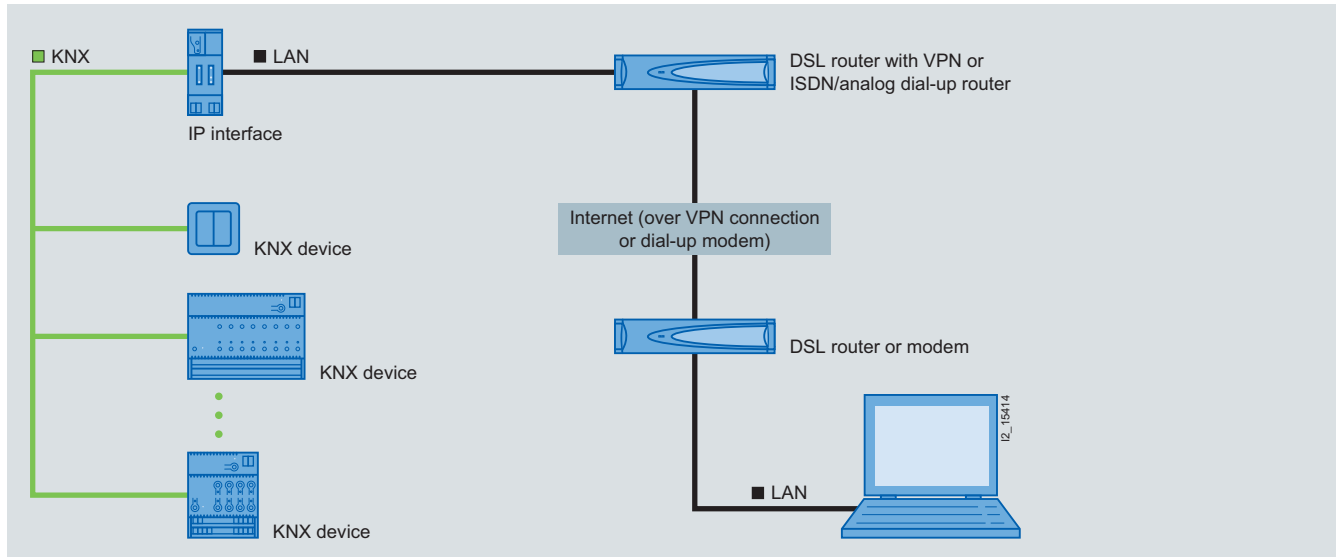 KNX
LAN
DSL router with VPN or
ISDN/analog dial-up router
IP interface
Internet (over VPN connection
or dial-up modem)
KNX device
KNX device
DSL router or modem
I2_15414
LAN
KNX device